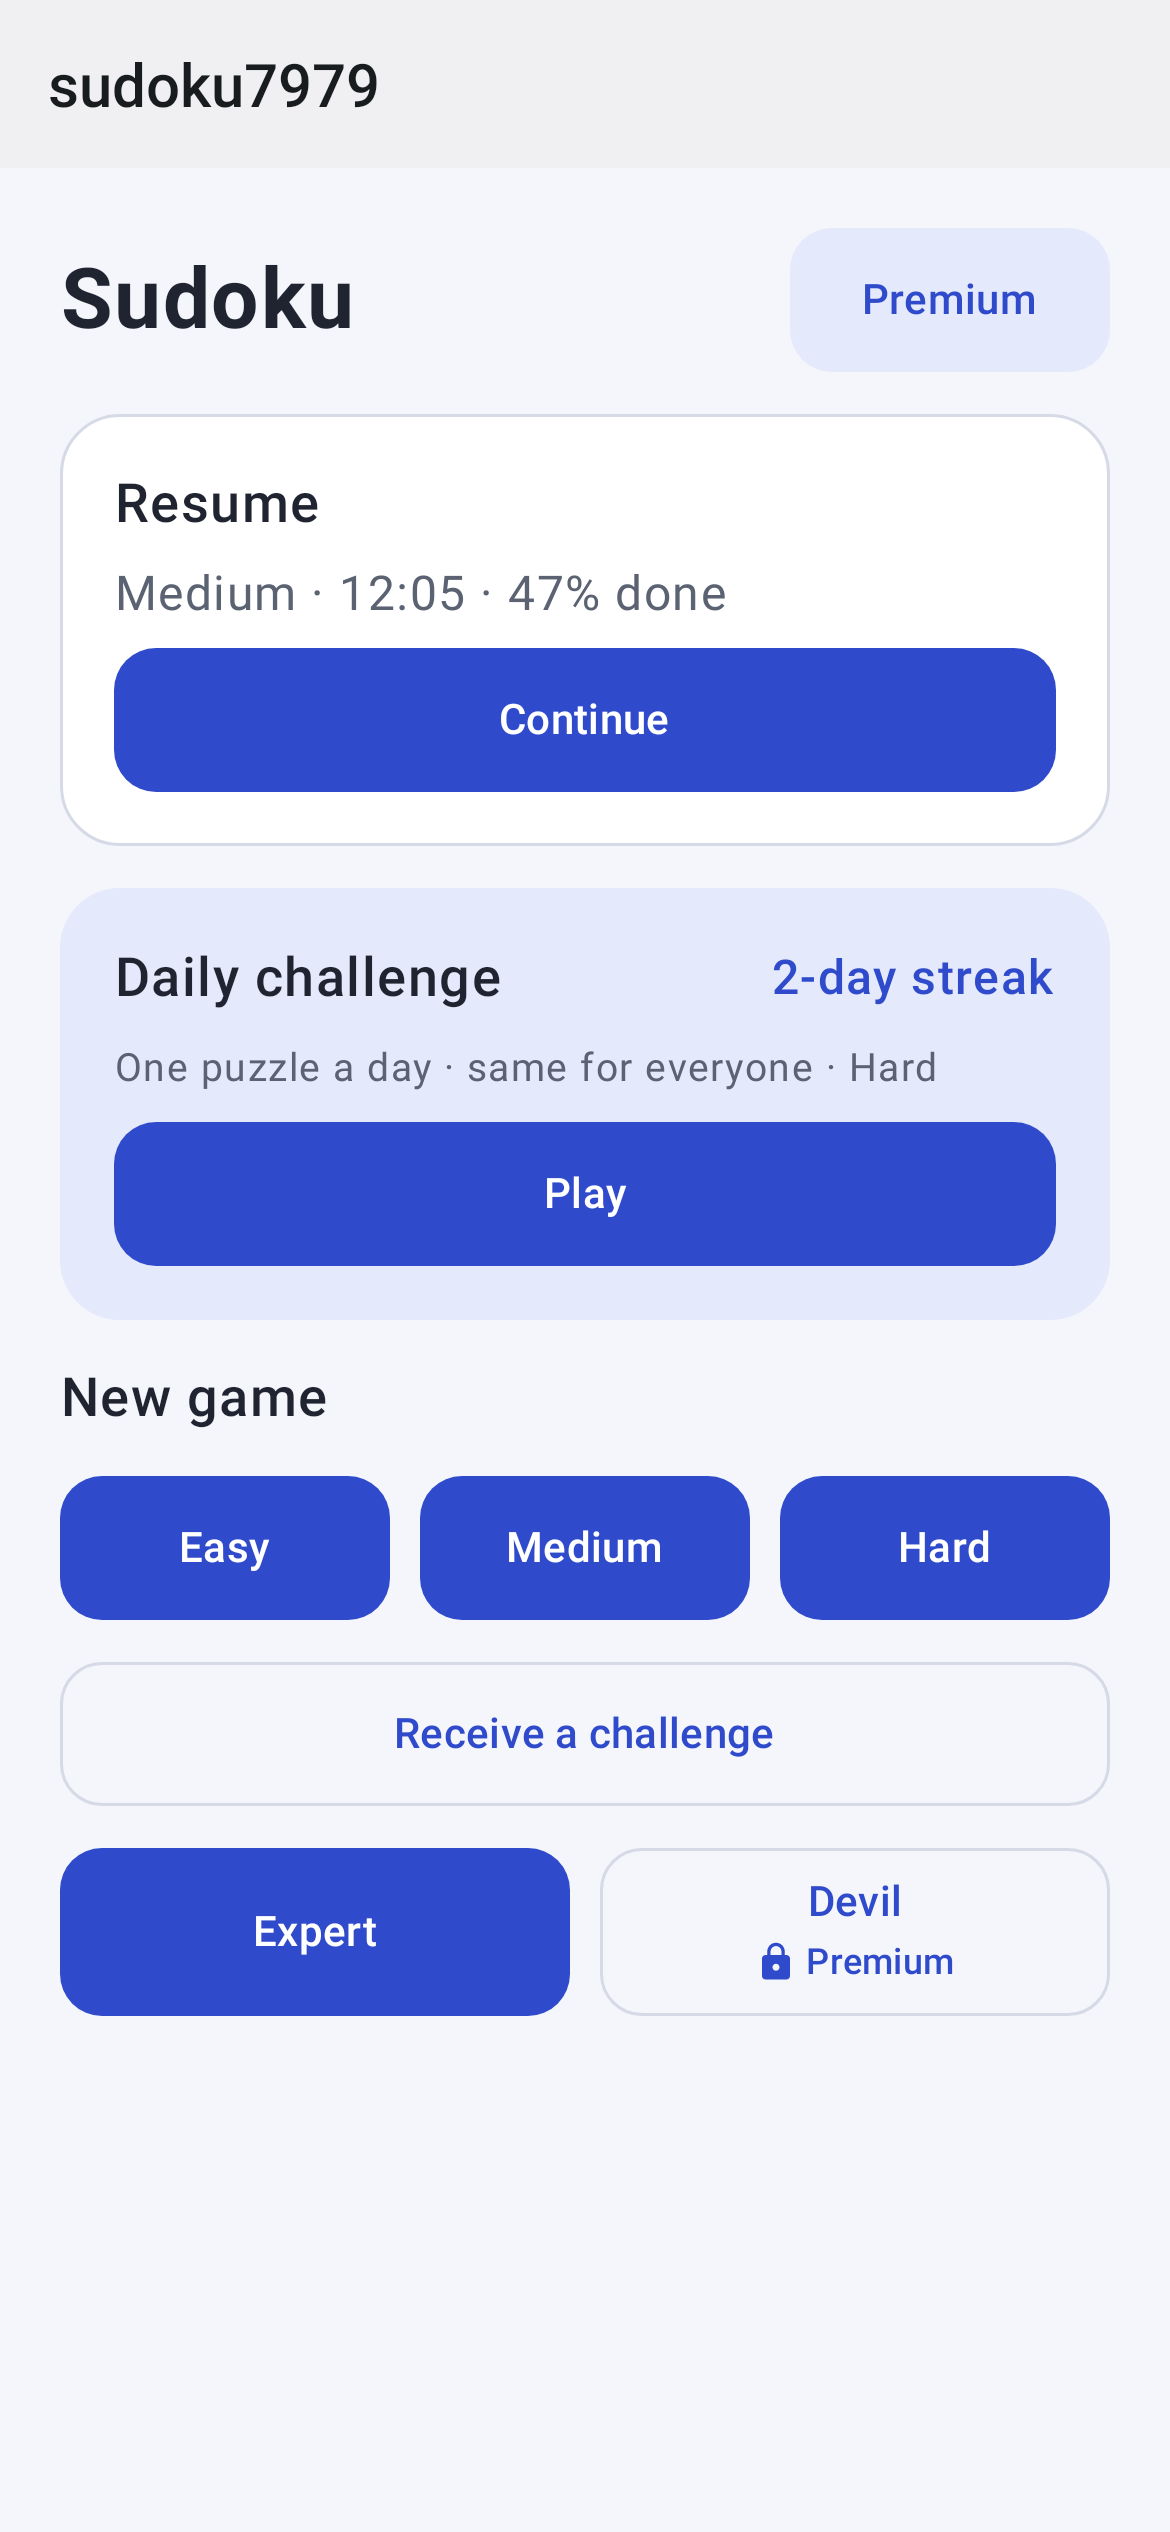 sudoku7979
Sudoku
Premium
Resume
Medium · 12:05 · 47% done
Continue
Daily challenge
2-day streak
One puzzle a day · same for everyone · Hard
Play
New game
Easy
Medium
Hard
Receive a challenge
Expert
Devil
Premium